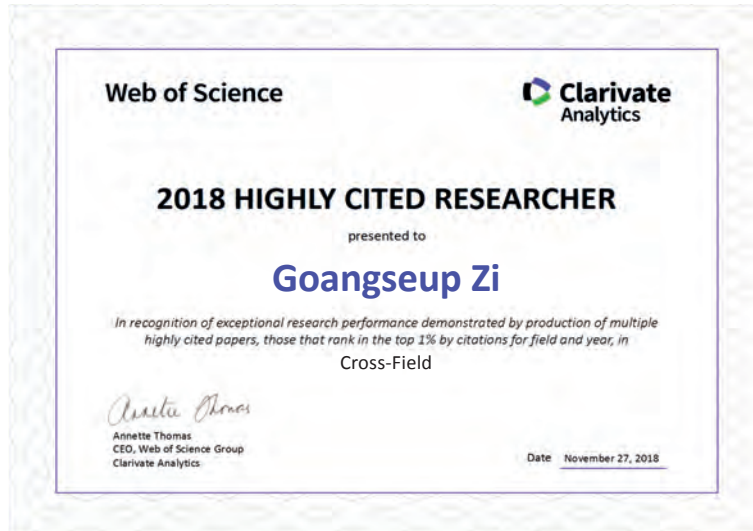 Web of Science
Clarivate
Analytics
2018 HIGHLY CITED RESEARCHER
presented to
Goangseup Zi
In recognition of exceptional research performance demonstrated by production of multiple
highly cited papers, those that rank in the top 1% by citations for field and year, in
Cross-Field
Annette Thomas
Annette Thomas
CEO, Web of Science Group
Clarivate Analytics
Date November 27, 2018